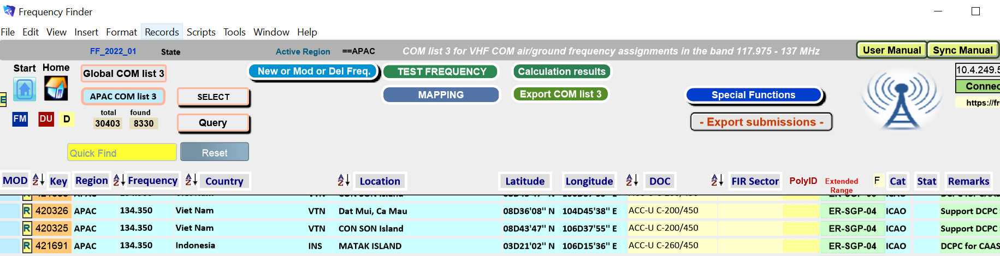 Frequency Finder
File Edit View Insert Format Records Scripts Tools Window Help
FF_2022_01 State Active Region ==APAC COM list 3 for VHF COM air/ground frequency assignments in the band 117.975 - 137 MHz User Manual Sync Manual
Start Home Global COM list 3 New or Mod or Del Freq. TEST FREQUENCY Calculation results 10.4.249.5
E APAC COM list 3 SELECT MAPPING Export COM list 3 Special Functions Connec
https://fr
total found
FM DU D 30403 8330 Query - Export submissions -
Quick Find Reset
MOD Key Region Frequency Country Location Latitude Longitude DOC FIR Sector PolyID Extended Range F Cat Stat Remarks
R 420326 APAC 134.350 Viet Nam VTN Dat Mui, Ca Mau 08D36'08" N 104D45'38" E ACC-U C-200/450 ER-SGP-04 ICAO Support DCPC
R 420325 APAC 134.350 Viet Nam VTN CON SON Island 08D43'47" N 106D37'55" E ACC-U C-200/450 ER-SGP-04 ICAO Support DCPC
R 421691 APAC 134.350 Indonesia INS MATAK ISLAND 03D21'02" N 106D15'36" E ACC-U C-260/450 ER-SGP-04 ICAO DCPC for CAAS